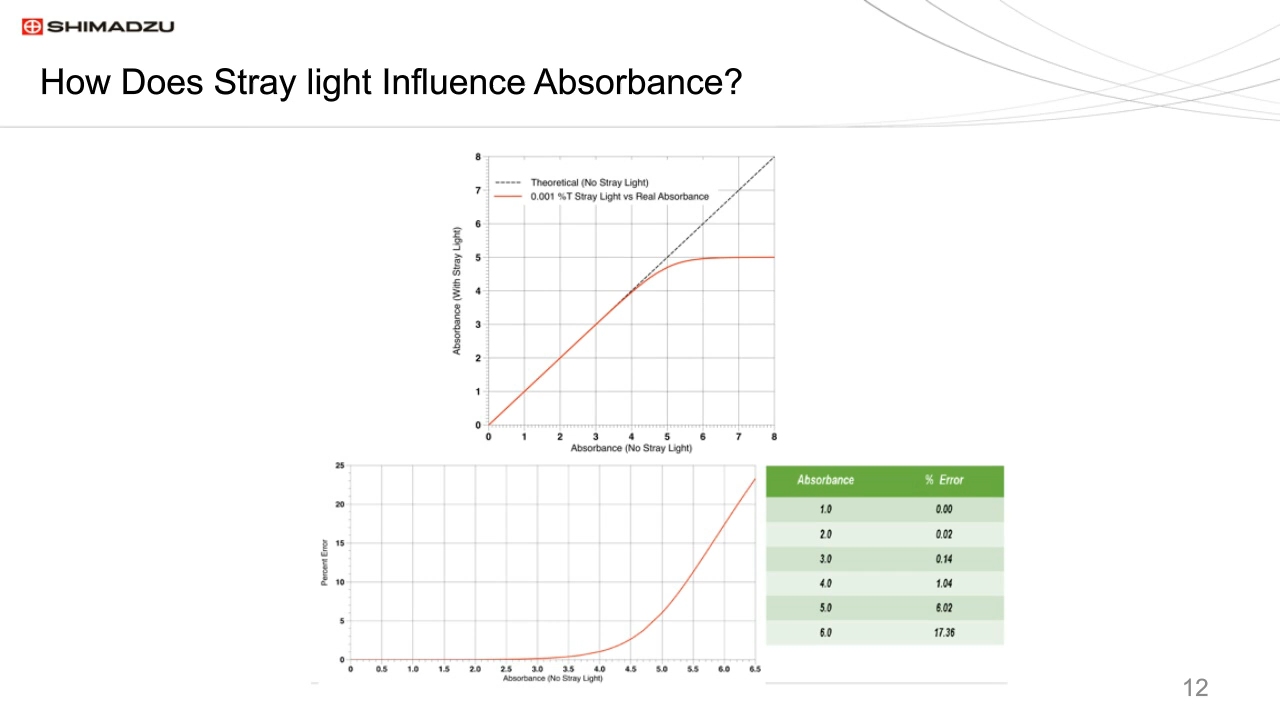 SHIMADZU
How Does Stray light Influence Absorbance?
8
7
6
5
4
3
2
1
0
Absorbance (With Stray Light)
Theoretical (No Stray Light)
0.001 %T Stray Light vs Real Absorbance
0 1 2 3 4 5 6 7 8
Absorbance (No Stray Light)
25
20
15
10
5
0
Percent Error
0 0.5 1.0 1.5 2.0 2.5 3.0 3.5 4.0 4.5 5.0 5.5 6.0 6.5
Absorbance (No Stray Light)
Absorbance % Error
1.0 0.00
2.0 0.02
3.0 0.14
4.0 1.04
5.0 6.02
6.0 17.36
12